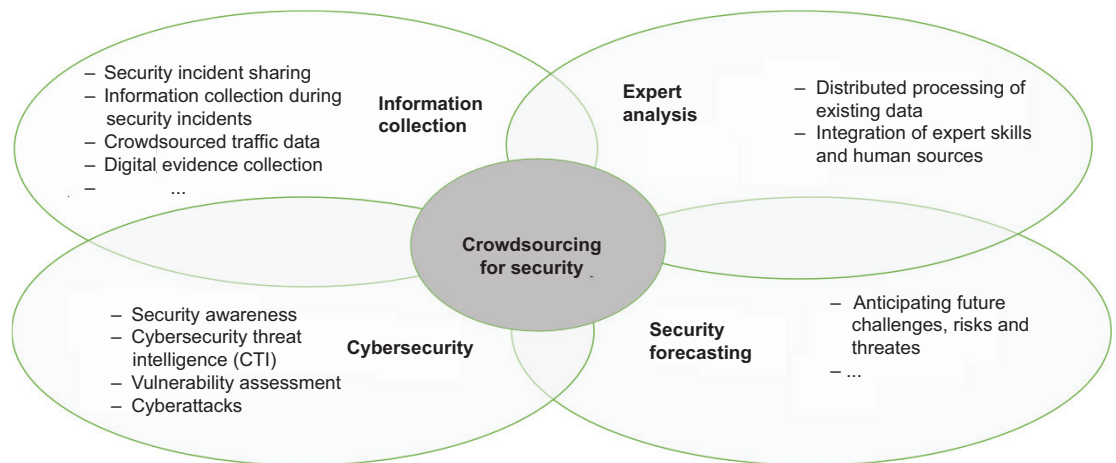 – Security incident sharing
– Information collection during
security incidents
– Crowdsourced traffic data
– Digital evidence collection
– ...
Information
collection
Expert
analysis
– Distributed processing of
existing data
– Integration of expert skills
and human sources
Crowdsourcing
for security
– Security awareness
– Cybersecurity threat
intelligence (CTI)
– Vulnerability assessment
– Cyberattacks
Cybersecurity
Security
forecasting
– Anticipating future
challenges, risks and
threates
– ...